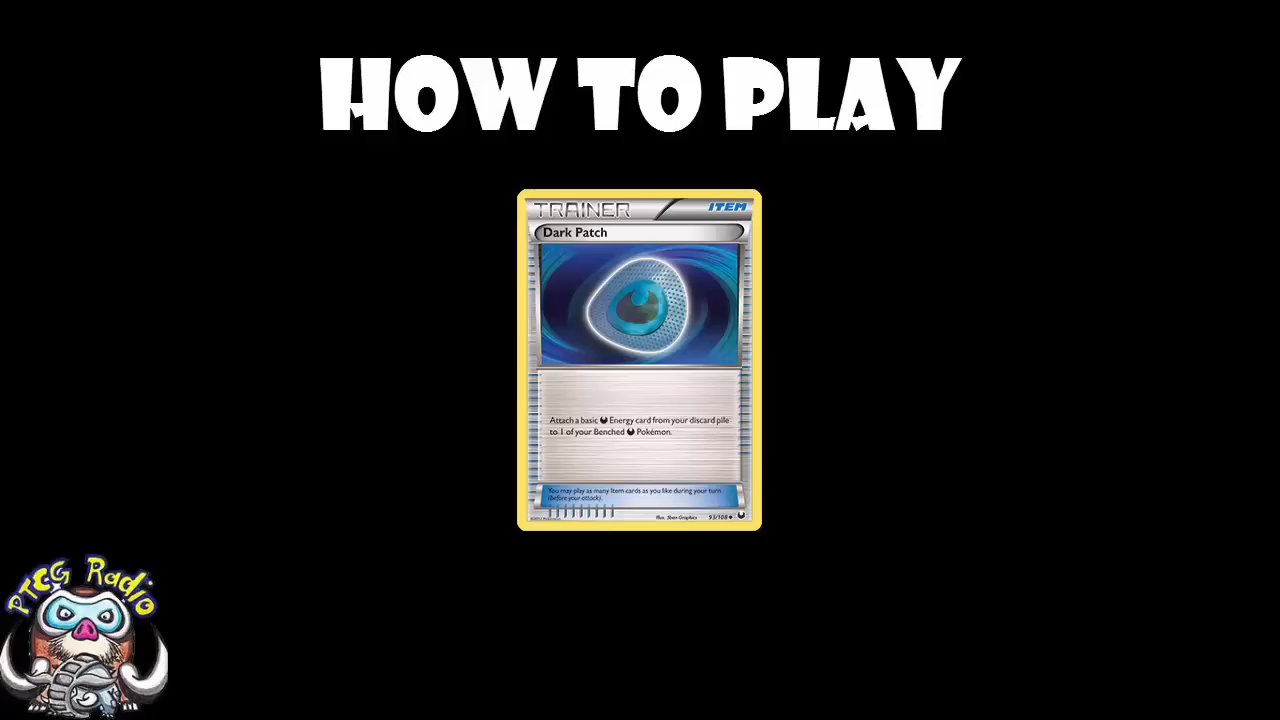 HOW TO PLAY
TRAINER
ITEM
Dark Patch
Attach a basic Energy card from your discard pile
to 1 of your Benched Pokémon.
You may play as many Item cards as you like during your turn
(before your attack).
Illus. 5ban Graphics 93/108
PTCG Radio